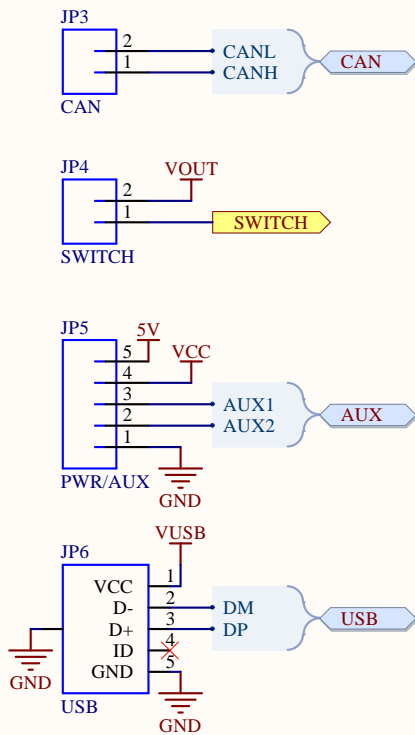 JP3
2 CANL
1 CANH
CAN
CAN
JP4
VOUT
2
1 SWITCH
SWITCH
JP5
5V
5 VCC
4
3 AUX1
2 AUX2
AUX
1
PWR/AUX
GND
VUSB
JP6
VCC 1
D- 2 DM
D+ 3 DP
USB
ID 4
GND 5
GND
USB
GND